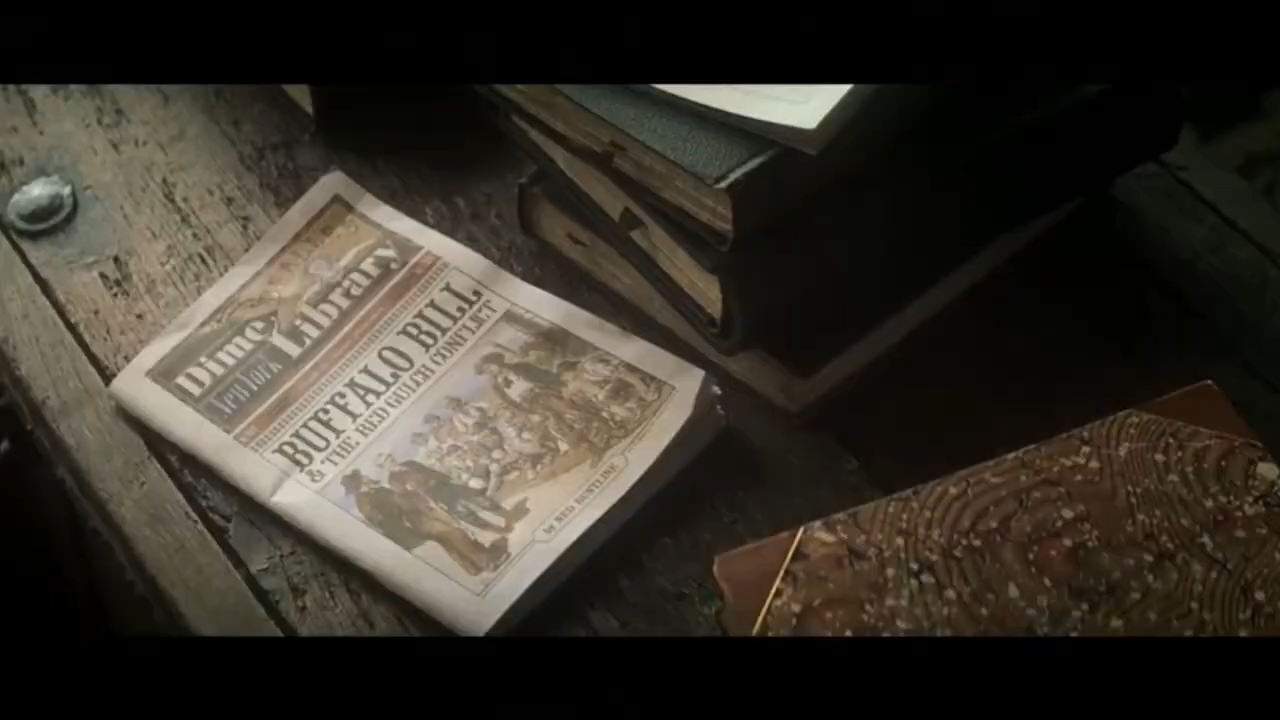 Dime
New York Library
BUFFALO BILL
& THE RED GULCH CONFLICT
by NED BUNTLINE